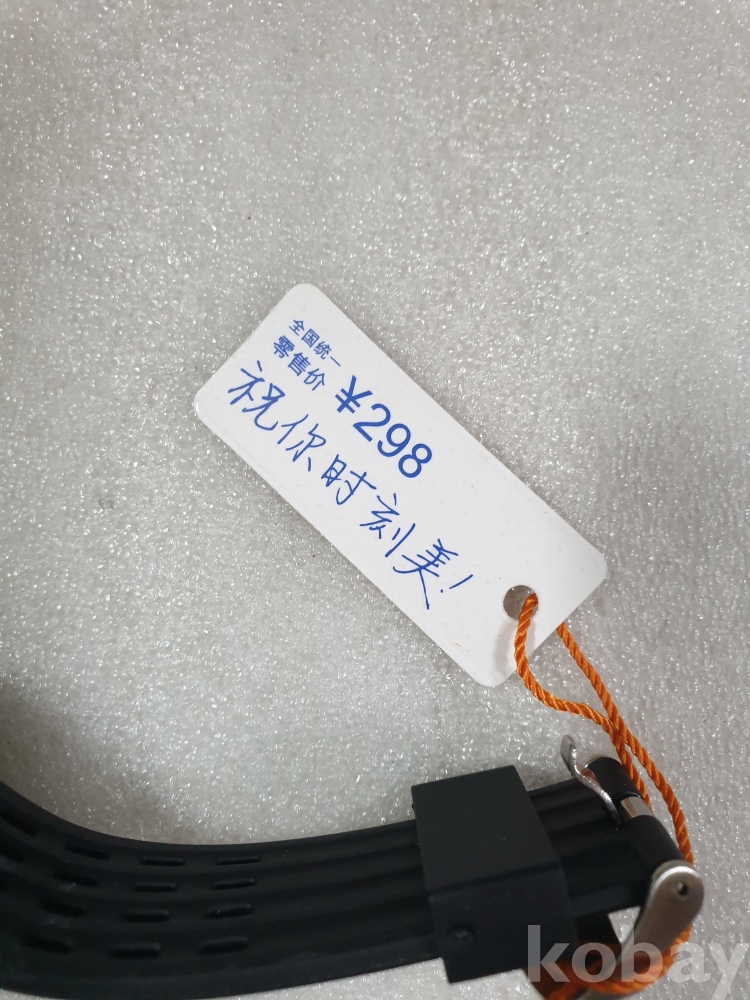 全国统一
零售价 ¥298
祝你时刻美!
kobay